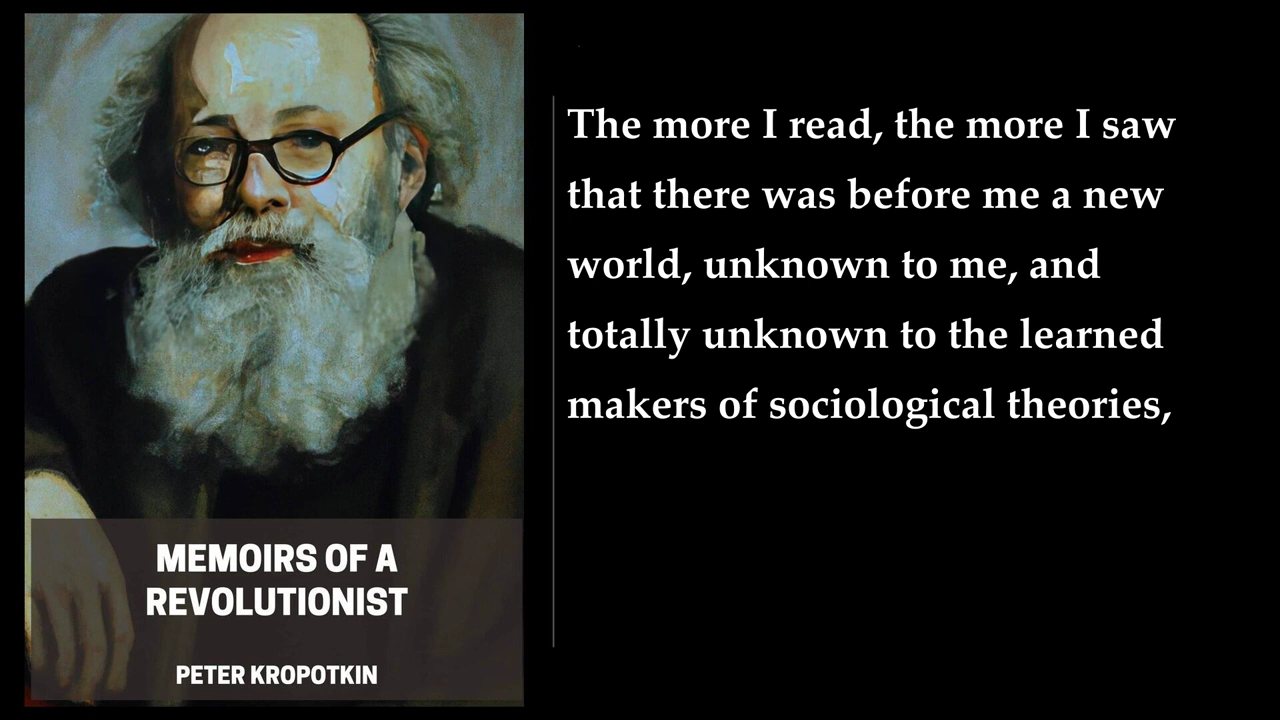 The more I read, the more I saw
that there was before me a new
world, unknown to me, and
totally unknown to the learned
makers of sociological theories,
MEMOIRS OF A
REVOLUTIONIST
PETER KROPOTKIN